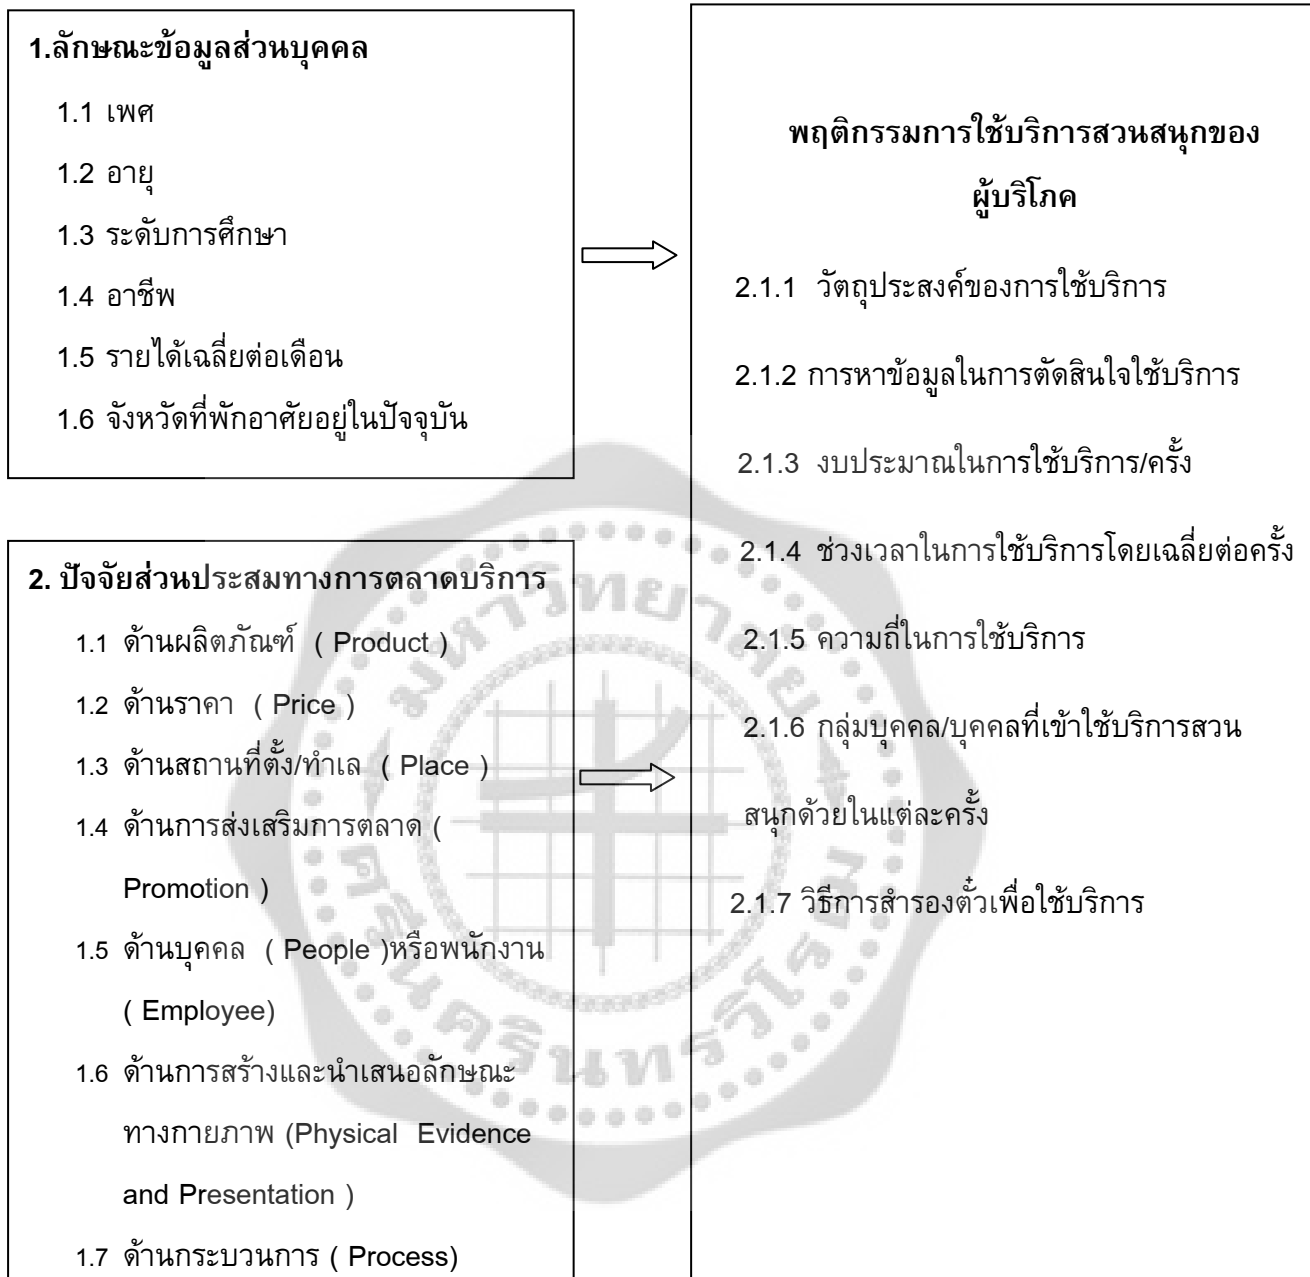 1.ลักษณะข้อมูลส่วนบุคคล
1.1 เพศ
1.2 อายุ
1.3 ระดับการศึกษา
1.4 อาชีพ
1.5 รายได้เฉลี่ยต่อเดือน
1.6 จังหวัดที่พักอาศัยอยู่ในปัจจุบัน
2. ปัจจัยส่วนประสมทางการตลาดบริการ
1.1 ด้านผลิตภัณฑ์ ( Product )
1.2 ด้านราคา ( Price )
1.3 ด้านสถานที่ตั้ง/ทำเล ( Place )
1.4 ด้านการส่งเสริมการตลาด (
Promotion )
1.5 ด้านบุคคล ( People )หรือพนักงาน
( Employee)
1.6 ด้านการสร้างและนำเสนอลักษณะ
ทางกายภาพ (Physical Evidence
and Presentation )
1.7 ด้านกระบวนการ ( Process)
พฤติกรรมการใช้บริการสวนสนุกของ
ผู้บริโภค
2.1.1 วัตถุประสงค์ของการใช้บริการ
2.1.2 การหาข้อมูลในการตัดสินใจใช้บริการ
2.1.3 งบประมาณในการใช้บริการ/ครั้ง
2.1.4 ช่วงเวลาในการใช้บริการโดยเฉลี่ยต่อครั้ง
2.1.5 ความถี่ในการใช้บริการ
2.1.6 กลุ่มบุคคล/บุคคลที่เข้าใช้บริการสวน
สนุกด้วยในแต่ละครั้ง
2.1.7 วิธีการสำรองตั๋วเพื่อใช้บริการ
มหาวิทยาลัย
ศรีนครินทรวิโรฒ